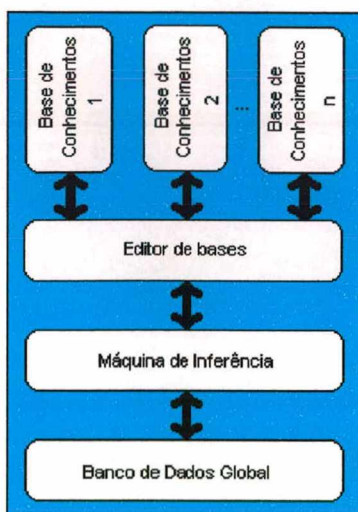 Base de
Conhecimentos
1
Base de
Conhecimentos
2
...
Base de
Conhecimentos
n
Editor de bases
Máquina de Inferência
Banco de Dados Global